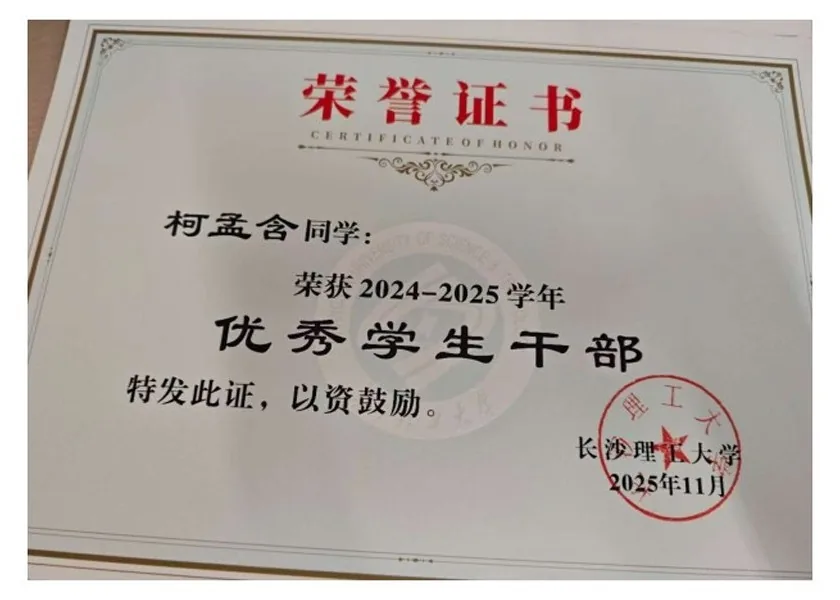 荣誉证书
CERTIFICATE OF HONOR
柯孟含同学：
荣获 2024-2025 学年
优秀学生干部
特发此证，以资鼓励。
长沙理工大学
2025年11月